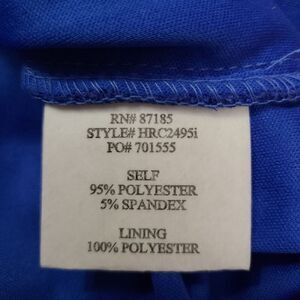 RN# 87185
STYLE# HRC2495i
PO# 701555
SELF
95% POLYESTER
5% SPANDEX
LINING
100% POLYESTER